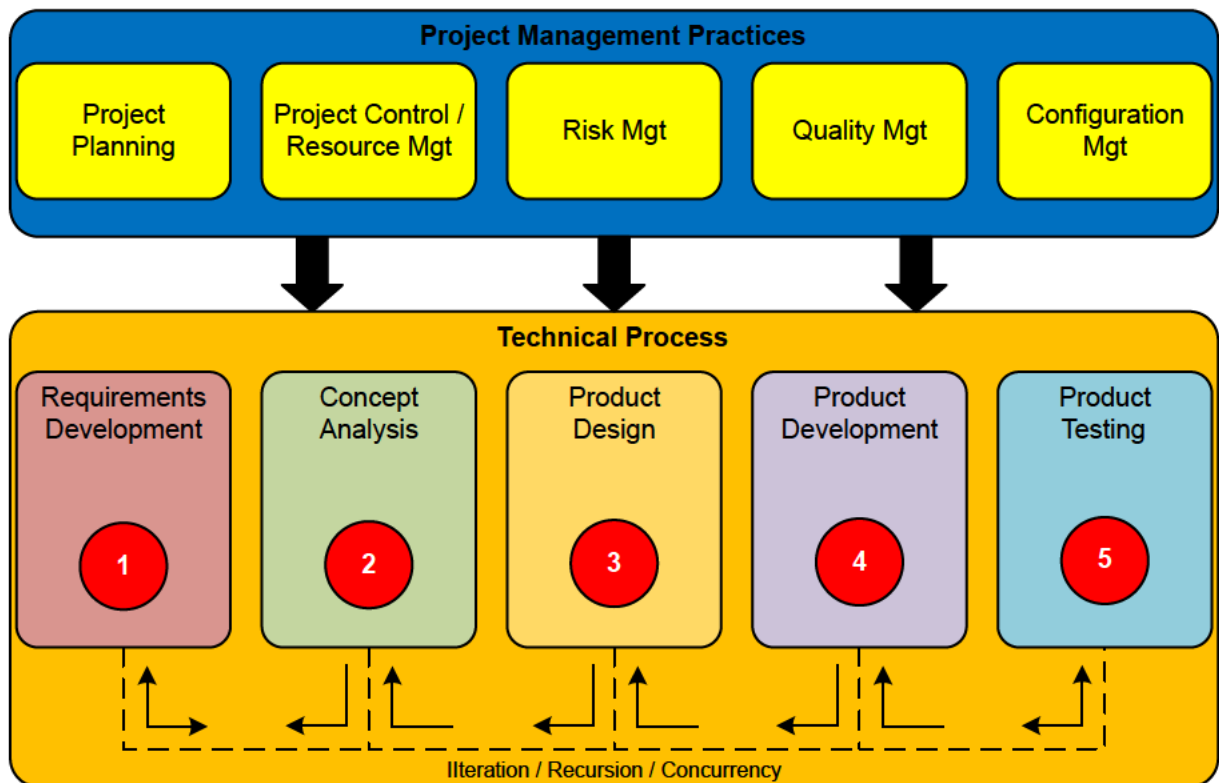 Project Management Practices
Project
Planning
Project Control /
Resource Mgt
Risk Mgt
Quality Mgt
Configuration
Mgt
Technical Process
Requirements
Development
Concept
Analysis
Product
Design
Product
Development
Product
Testing
1
2
3
4
5
IIteration / Recursion / Concurrency